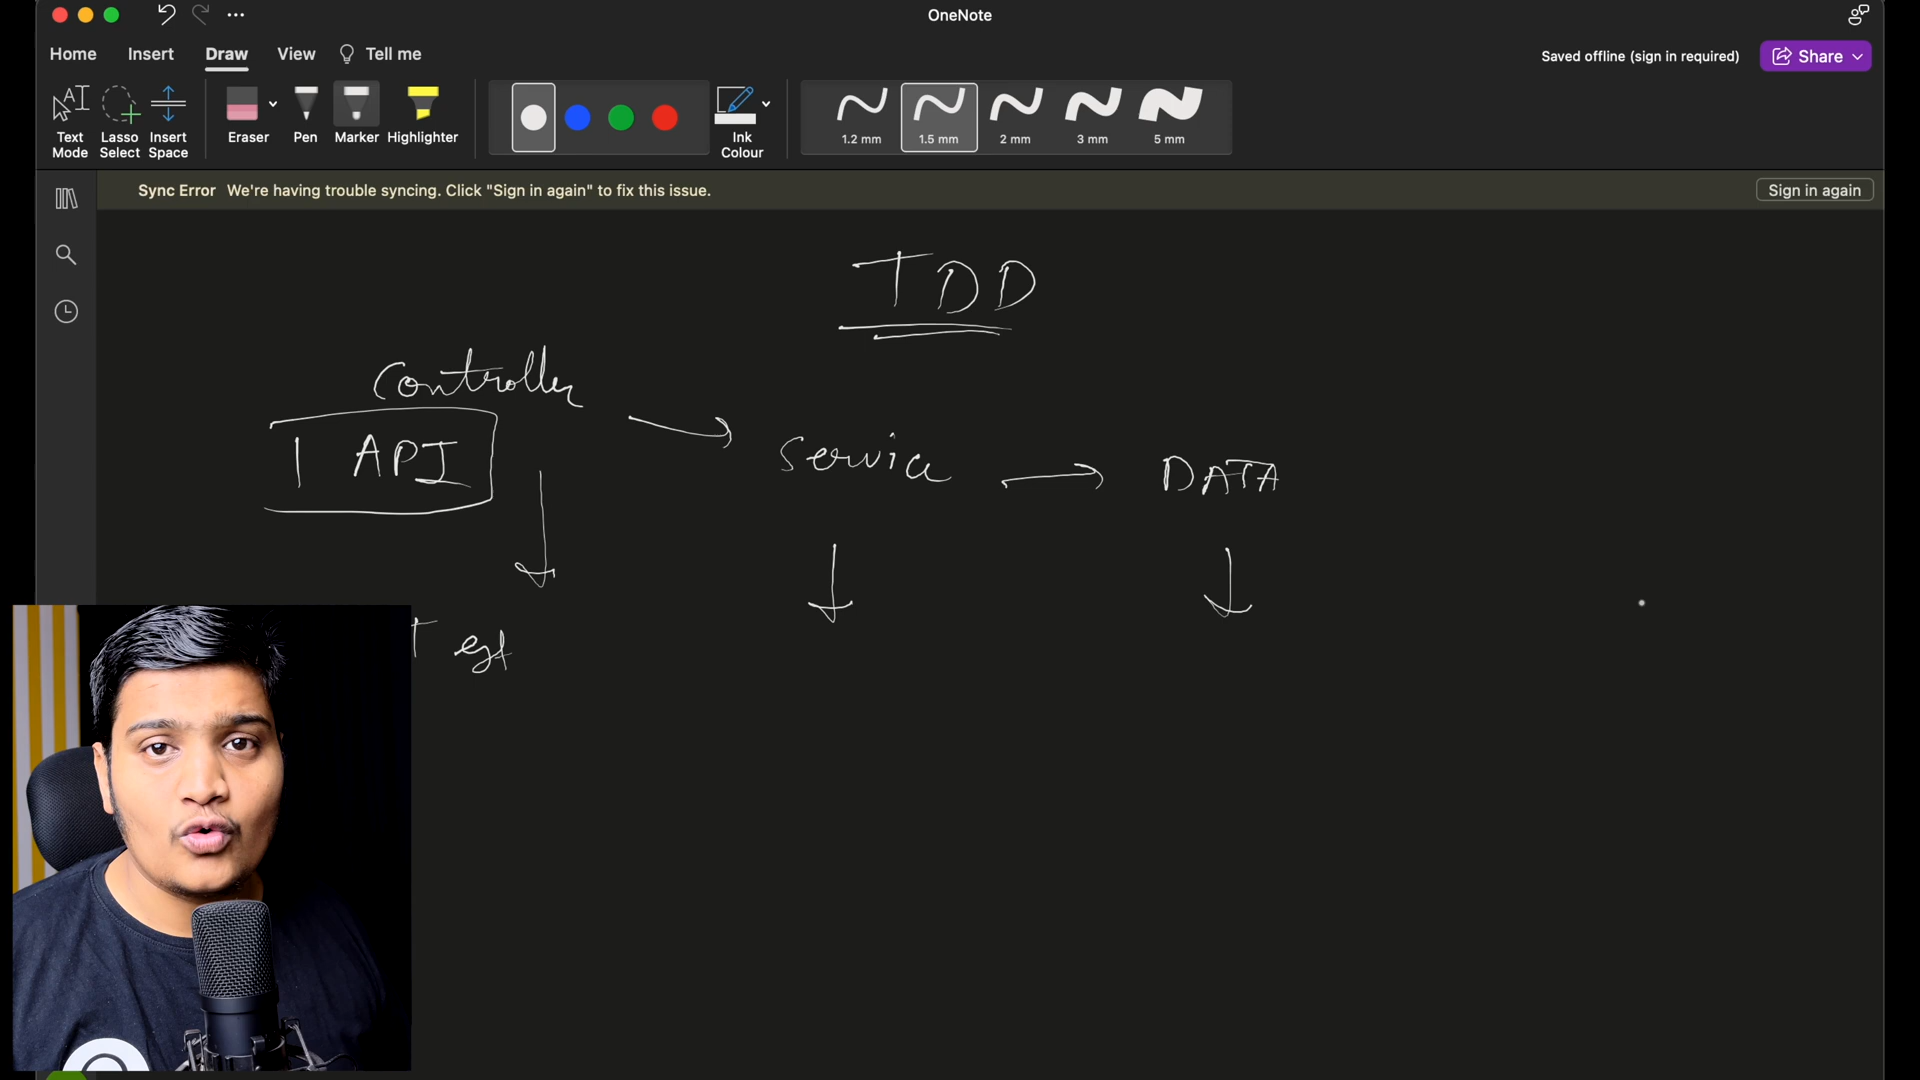 OneNote
Home Insert Draw View Tell me
Saved offline (sign in required) Share
Text Mode
Lasso Select
Insert Space
Eraser
Pen
Marker
Highlighter
Ink Colour
1.2 mm
1.5 mm
2 mm
3 mm
5 mm
Sync Error We're having trouble syncing. Click "Sign in again" to fix this issue.
Sign in again
TDD
Controller
1 API
Service
DATA
Test